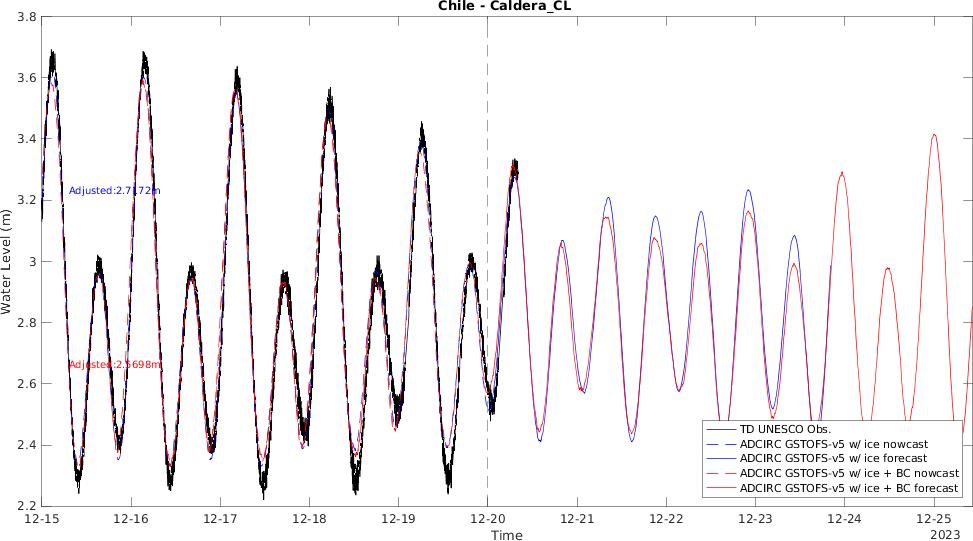 Chile - Caldera_CL
3.8
3.6
3.4
3.2
3
2.8
2.6
2.4
2.2
Water Level (m)
Adjusted:2.7172m
Adjusted:2.5698m
TD UNESCO Obs.
ADCIRC GSTOFS-v5 w/ ice nowcast
ADCIRC GSTOFS-v5 w/ ice forecast
ADCIRC GSTOFS-v5 w/ ice + BC nowcast
ADCIRC GSTOFS-v5 w/ ice + BC forecast
12-15 12-16 12-17 12-18 12-19 12-20 12-21 12-22 12-23 12-24 12-25
Time
2023